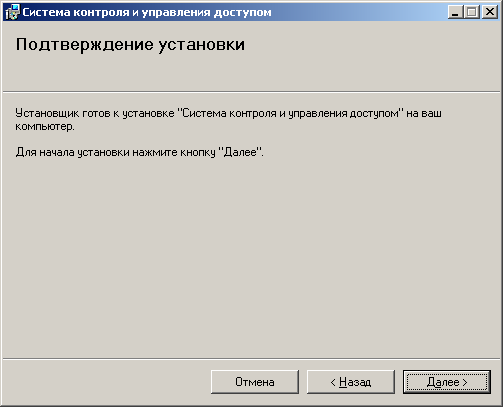 Система контроля и управления доступом
Подтверждение установки
Установщик готов к установке "Система контроля и управления доступом" на ваш
компьютер.
Для начала установки нажмите кнопку "Далее".
Отмена
< Назад
Далее >